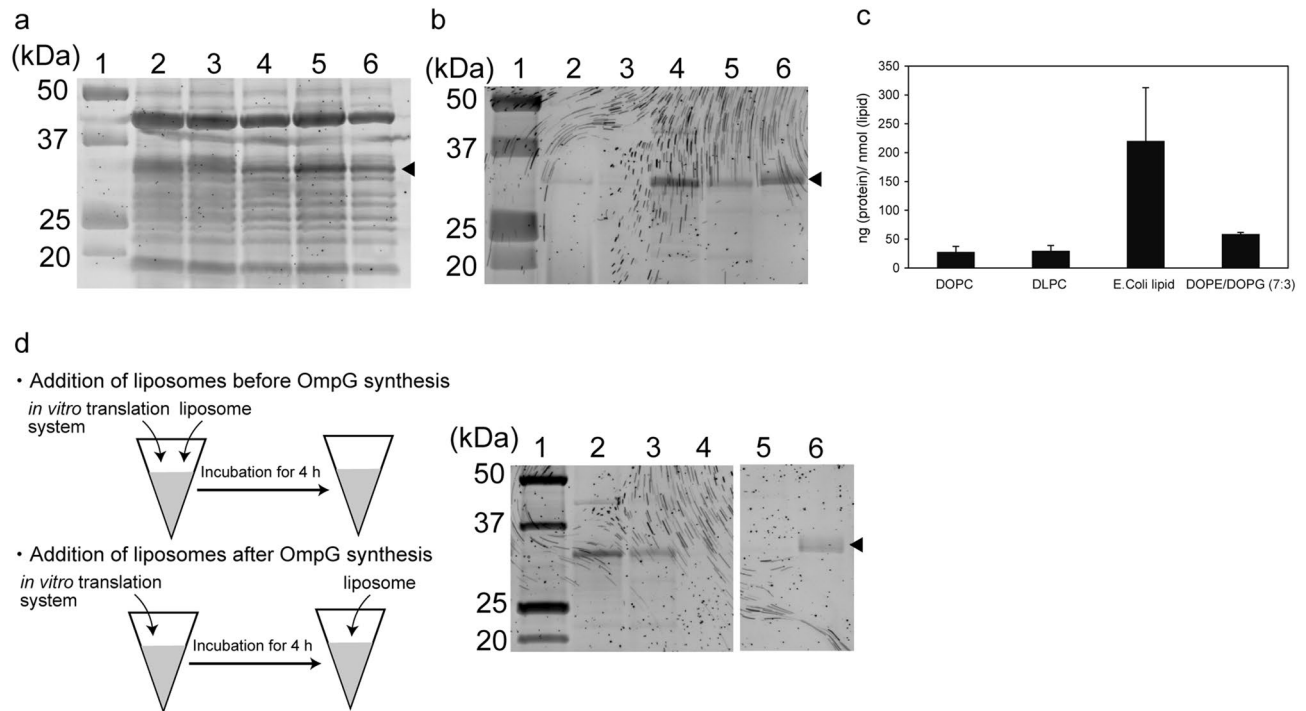 a
(kDa)
1 2 3 4 5 6
50
37
25
20
b
(kDa)
1 2 3 4 5 6
50
37
25
20
c
350
300
250
200
150
100
50
0
ng (protein)/ nmol (lipid)
DOPC DLPC E.Coli lipid DOPE/DOPG (7:3)
d
・Addition of liposomes before OmpG synthesis
in vitro translation liposome
system
Incubation for 4 h
・Addition of liposomes after OmpG synthesis
in vitro translation liposome
system
Incubation for 4 h
(kDa)
1 2 3 4 5 6
50
37
25
20